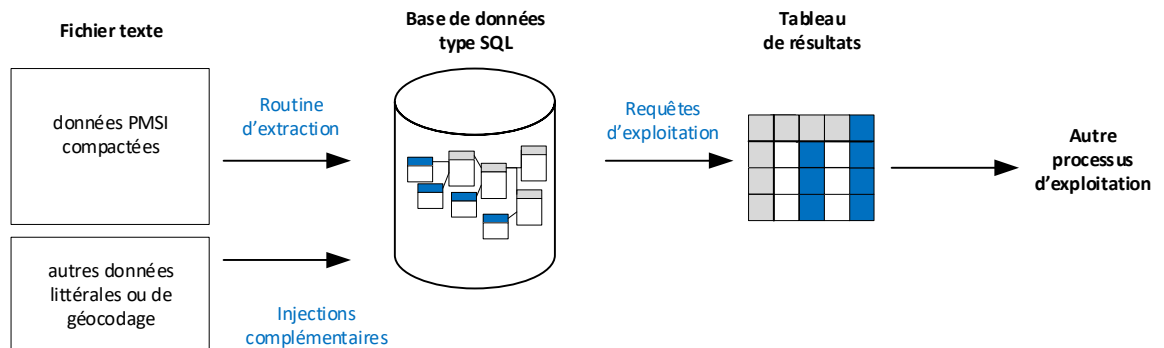 Fichier texte
données PMSI
compactées
autres données
littérales ou de
géocodage
Routine
d'extraction
Injections
complémentaires
Base de données
type SQL
Requêtes
d'exploitation
Tableau
de résultats
Autre
processus
d'exploitation